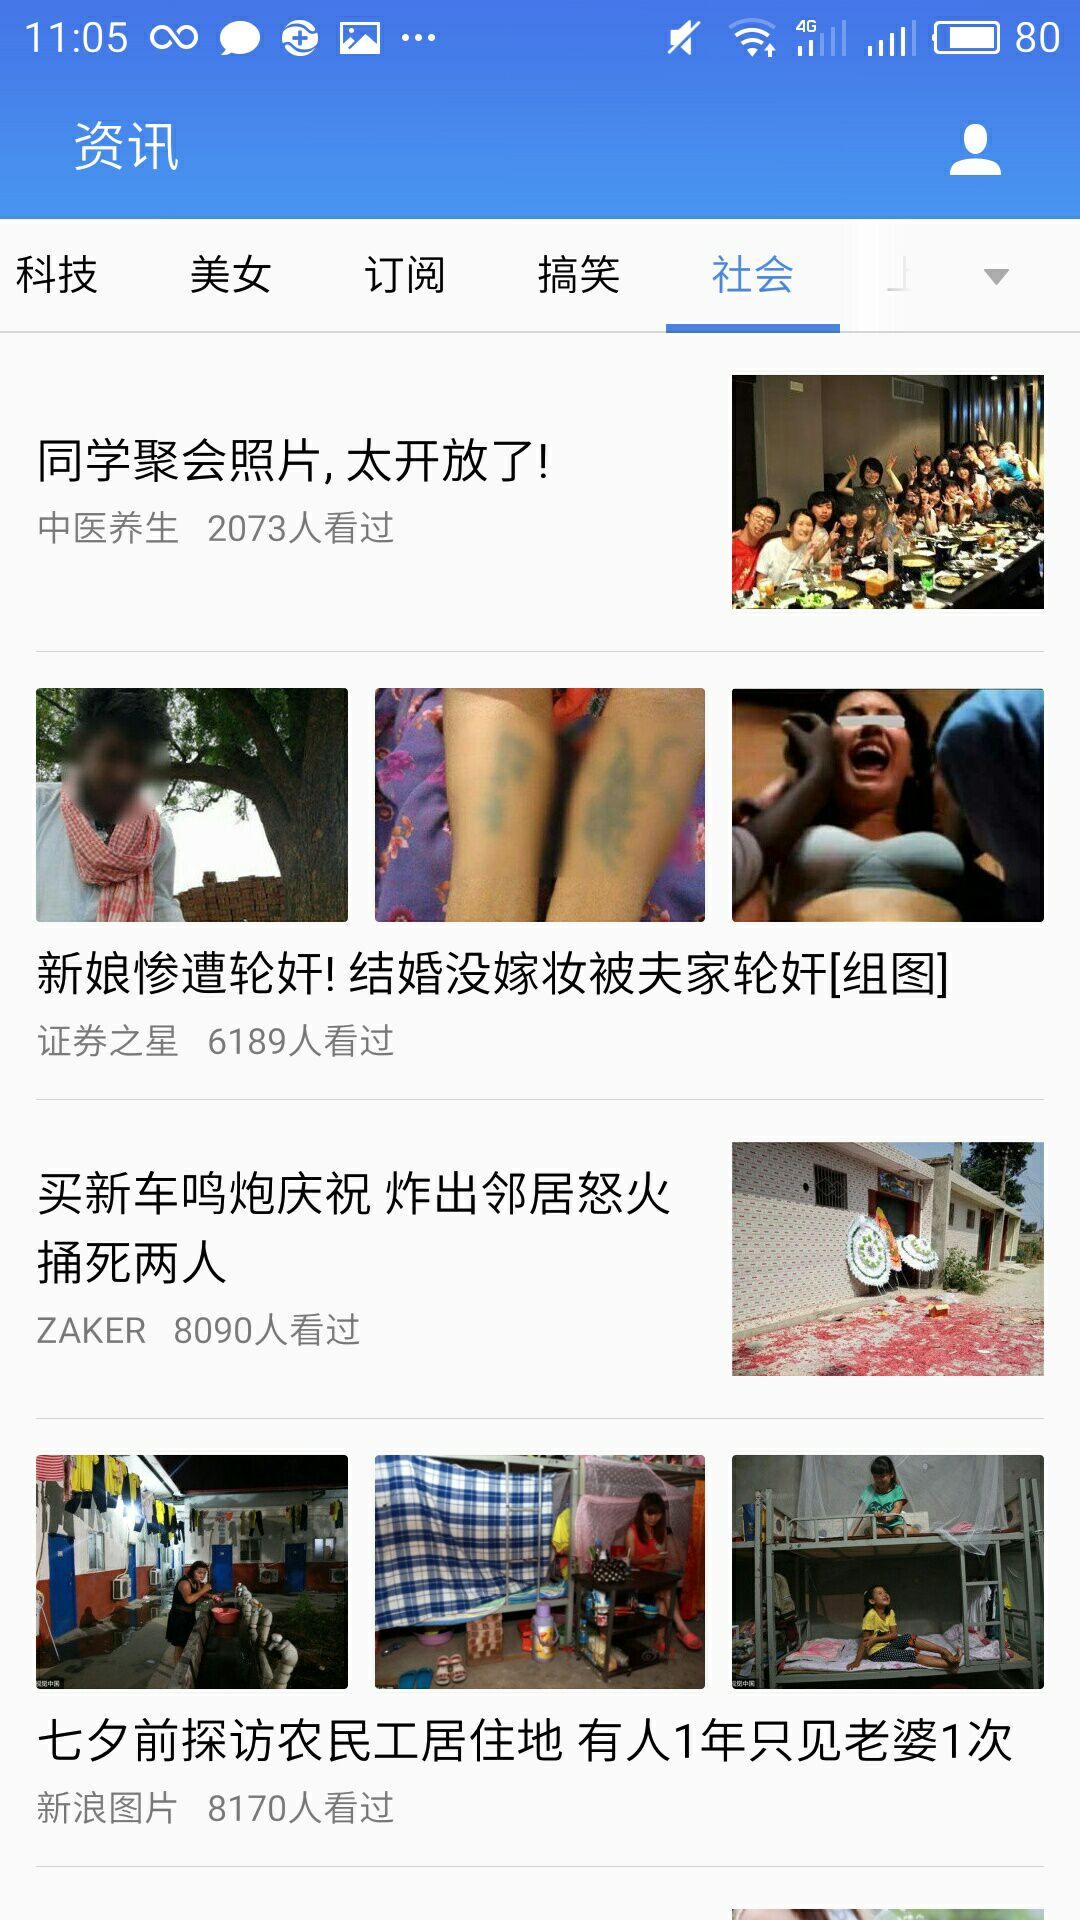 11:05
4G
80
资讯
科技
美女
订阅
搞笑
社会
同学聚会照片, 太开放了!
中医养生 2073人看过
新娘惨遭轮奸! 结婚没嫁妆被夫家轮奸[组图]
证券之星 6189人看过
买新车鸣炮庆祝 炸出邻居怒火
捅死两人
ZAKER 8090人看过
七夕前探访农民工居住地 有人1年只见老婆1次
新浪图片 8170人看过